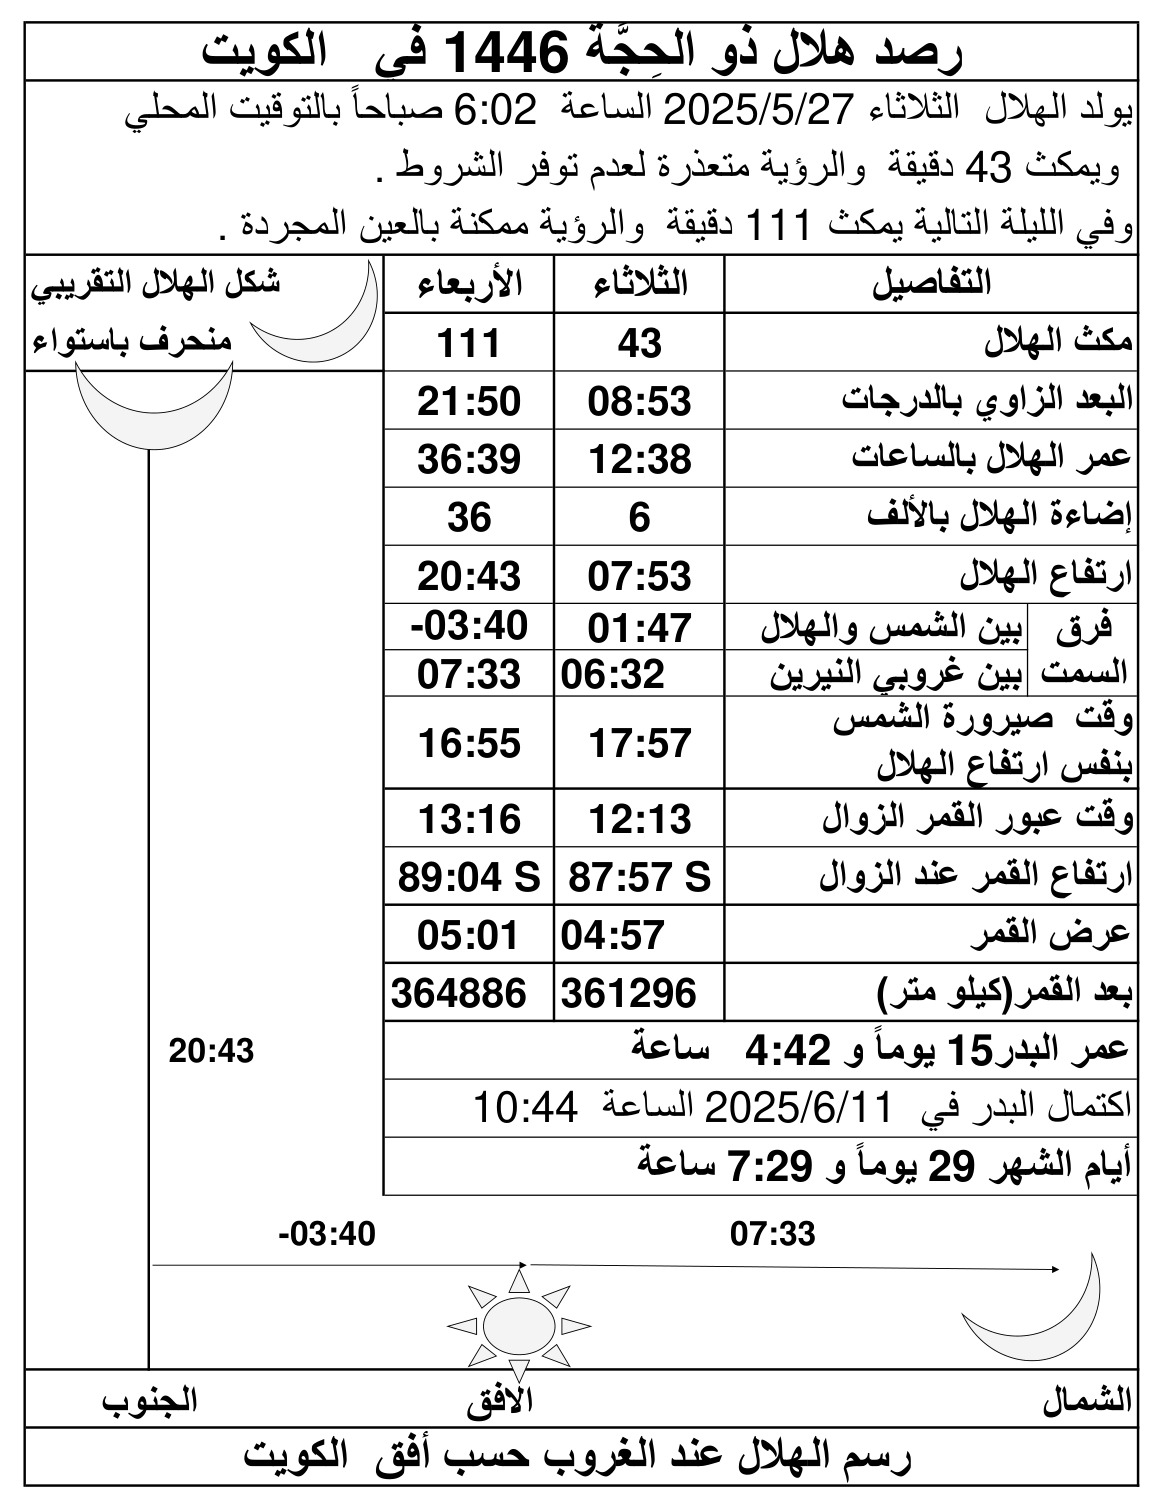 رصد هلال ذو الحِجَّة 1446 في الكويت
يولد الهلال الثلاثاء 2025/5/27 الساعة 6:02 صباحاً بالتوقيت المحلي
ويمكث 43 دقيقة والرؤية متعذرة لعدم توفر الشروط .
وفي الليلة التالية يمكث 111 دقيقة والرؤية ممكنة بالعين المجردة .
التفاصيل الثلاثاء الأربعاء شكل الهلال التقريبي
مكث الهلال 43 111 منحرف باستواء
البعد الزاوي بالدرجات 08:53 21:50
عمر الهلال بالساعات 12:38 36:39
إضاءة الهلال بالألف 6 36
ارتفاع الهلال 07:53 20:43
فرق بين الشمس والهلال 01:47 -03:40
السمت بين غروبي النيرين 06:32 07:33
وقت صيرورة الشمس
بنفس ارتفاع الهلال 17:57 16:55
وقت عبور القمر الزوال 12:13 13:16
ارتفاع القمر عند الزوال 87:57 S 89:04 S
عرض القمر 04:57 05:01
بعد القمر(كيلو متر) 361296 364886
عمر البدر15 يوماً و 4:42 ساعة 20:43
اكتمال البدر في 2025/6/11 الساعة 10:44
أيام الشهر 29 يوماً و 7:29 ساعة
07:33 -03:40
الشمال الافق الجنوب
رسم الهلال عند الغروب حسب أفق الكويت